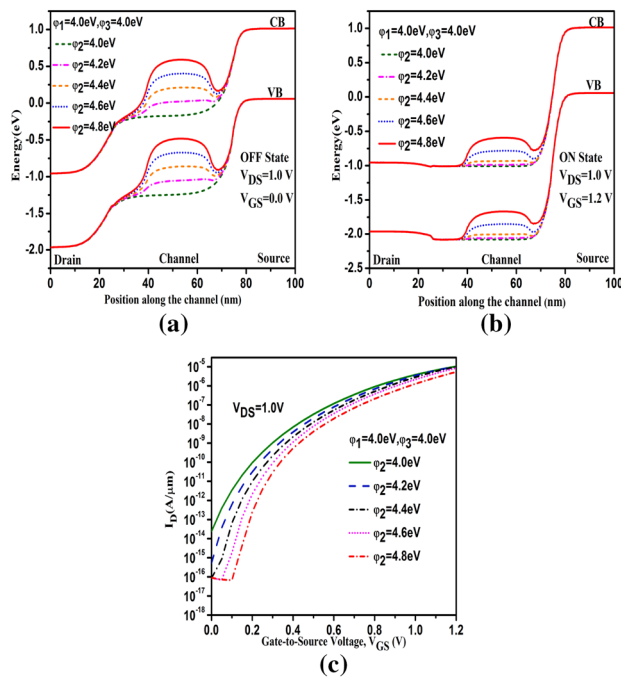 φ1=4.0eV,φ3=4.0eV
CB
φ2=4.0eV
φ2=4.2eV
φ2=4.4eV
φ2=4.6eV
φ2=4.8eV
VB
OFF State
VDS=1.0 V
VGS=0.0 V
Drain
Channel
Source
1.0
0.5
0.0
-0.5
-1.0
-1.5
-2.0
Energy(eV)
0
20
40
60
80
100
Position along the channel (nm)
(a)
φ1=4.0eV,φ3=4.0eV
CB
φ2=4.0eV
φ2=4.2eV
φ2=4.4eV
φ2=4.6eV
φ2=4.8eV
VB
ON State
VDS=1.0 V
VGS=1.2 V
Drain
Channel
Source
1.0
0.5
0.0
-0.5
-1.0
-1.5
-2.0
-2.5
Energy(eV)
0
20
40
60
80
100
Position along the channel (nm)
(b)
VDS=1.0V
φ1=4.0eV,φ3=4.0eV
φ2=4.0eV
φ2=4.2eV
φ2=4.4eV
φ2=4.6eV
φ2=4.8eV
10-5
10-6
10-7
10-8
10-9
10-10
10-11
10-12
10-13
10-14
10-15
10-16
10-17
10-18
ID(A/μm)
0.0
0.2
0.4
0.6
0.8
1.0
1.2
Gate-to-Source Voltage, VGS (V)
(c)